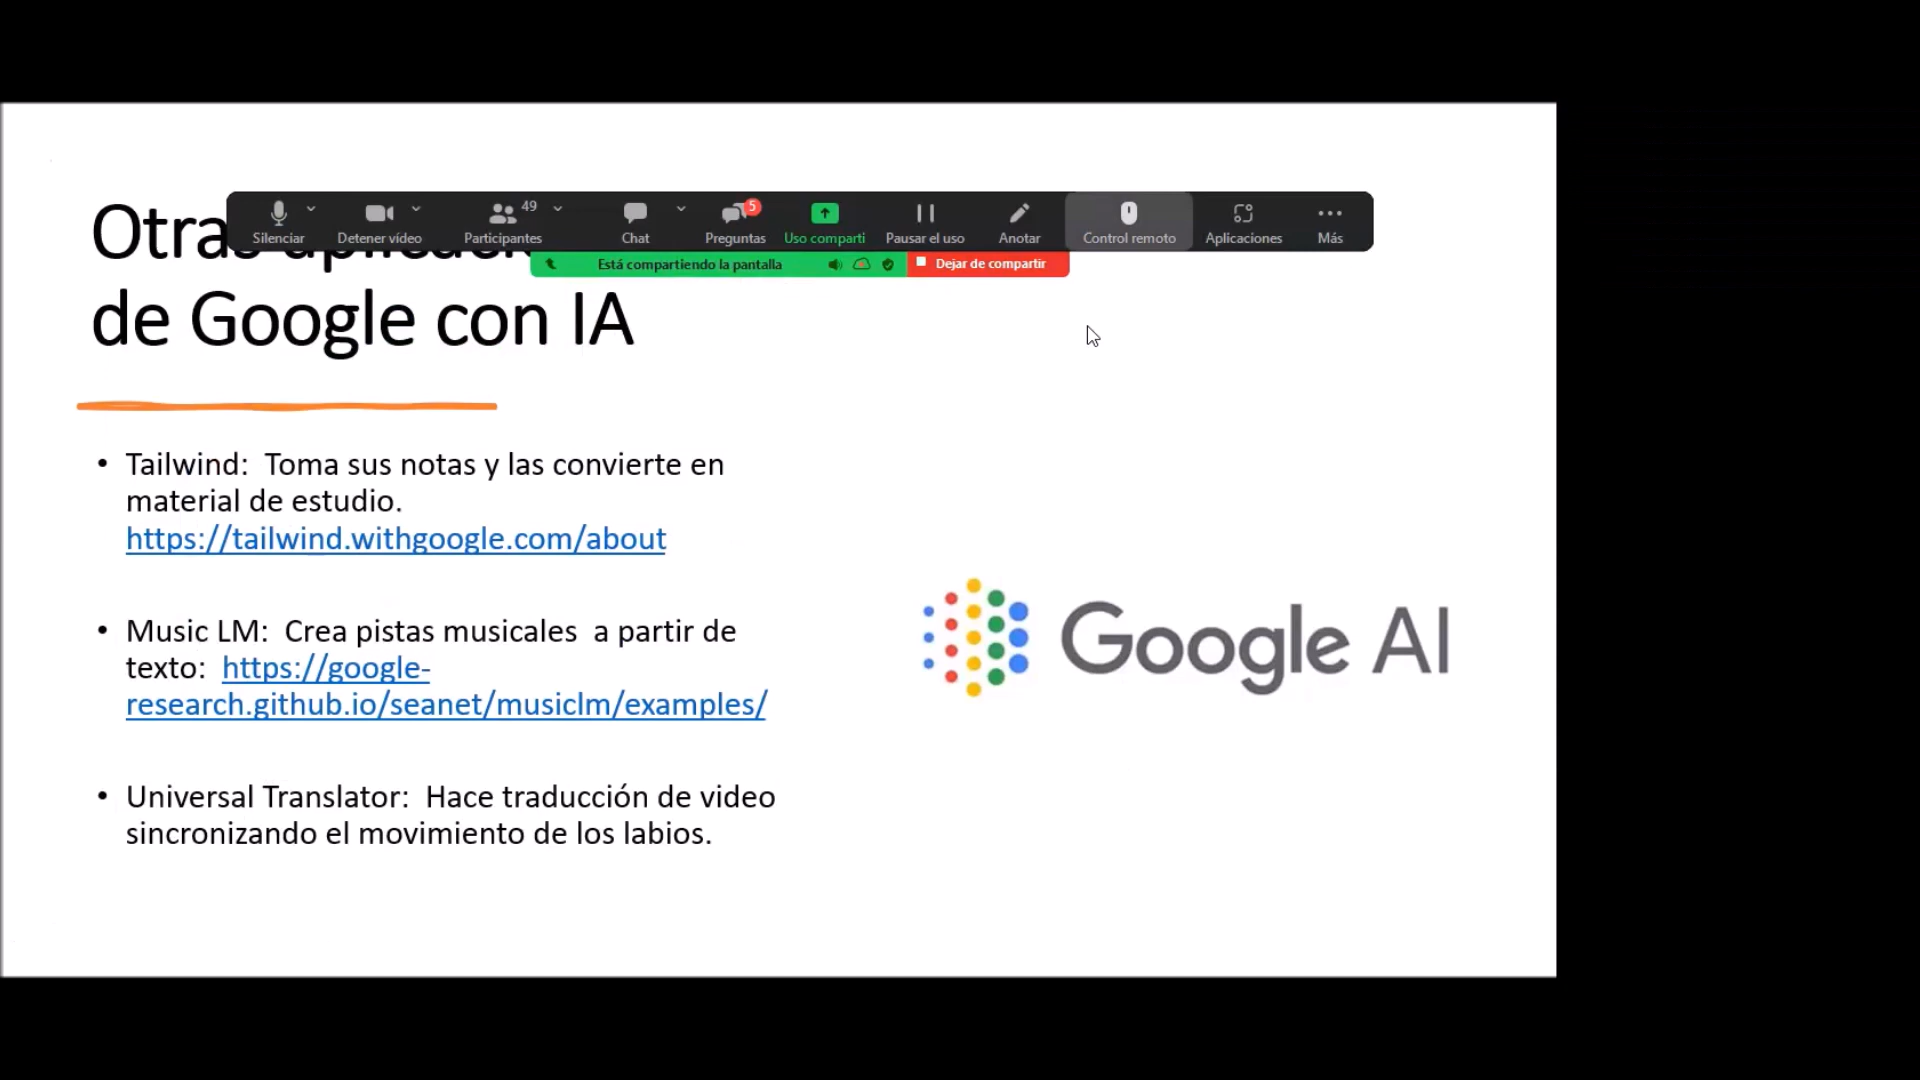 Silenciar
Detener vídeo
49
Participantes
Chat
5
Preguntas
Uso comparti
Pausar el uso
Anotar
Control remoto
Aplicaciones
Más
Está compartiendo la pantalla
Dejar de compartir
Otras
de Google con IA
• Tailwind: Toma sus notas y las convierte en
material de estudio.
https://tailwind.withgoogle.com/about
• Music LM: Crea pistas musicales a partir de
texto: https://google-
research.github.io/seanet/musiclm/examples/
• Universal Translator: Hace traducción de video
sincronizando el movimiento de los labios.
Google AI